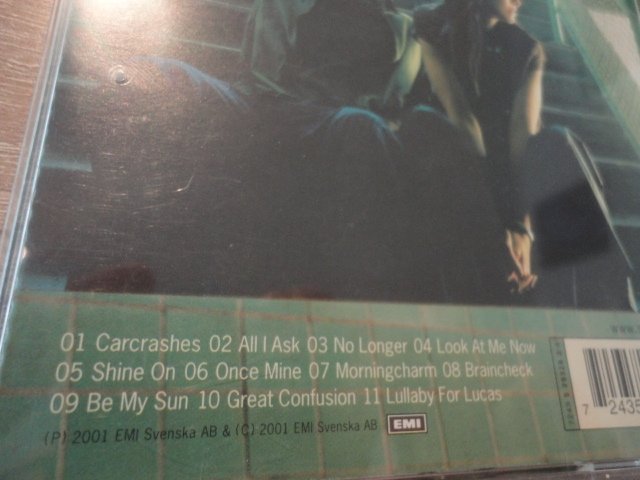 www.
01 Carcrashes 02 All I Ask 03 No Longer 04 Look At Me Now
05 Shine On 06 Once Mine 07 Morningcharm 08 Braincheck
09 Be My Sun 10 Great Confusion 11 Lullaby For Lucas
(P) 2001 EMI Svenska AB & (C) 2001 EMI Svenska AB EMI
7 2435